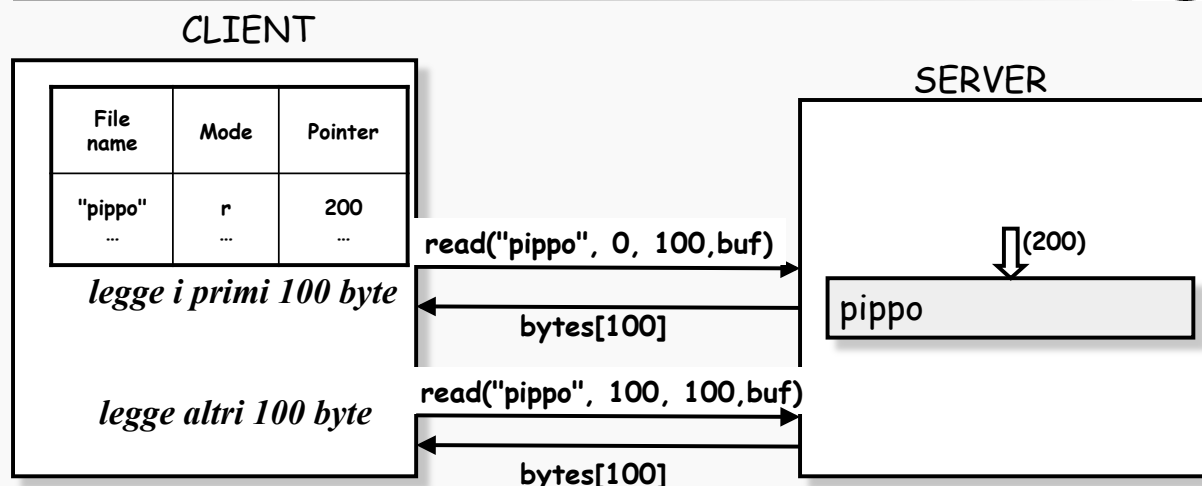 CLIENT
SERVER
File
name
Mode
Pointer
"pippo"
r
200
...
...
...
read("pippo", 0, 100,buf)
(200)
legge i primi 100 byte
pippo
bytes[100]
read("pippo", 100, 100,buf)
legge altri 100 byte
bytes[100]